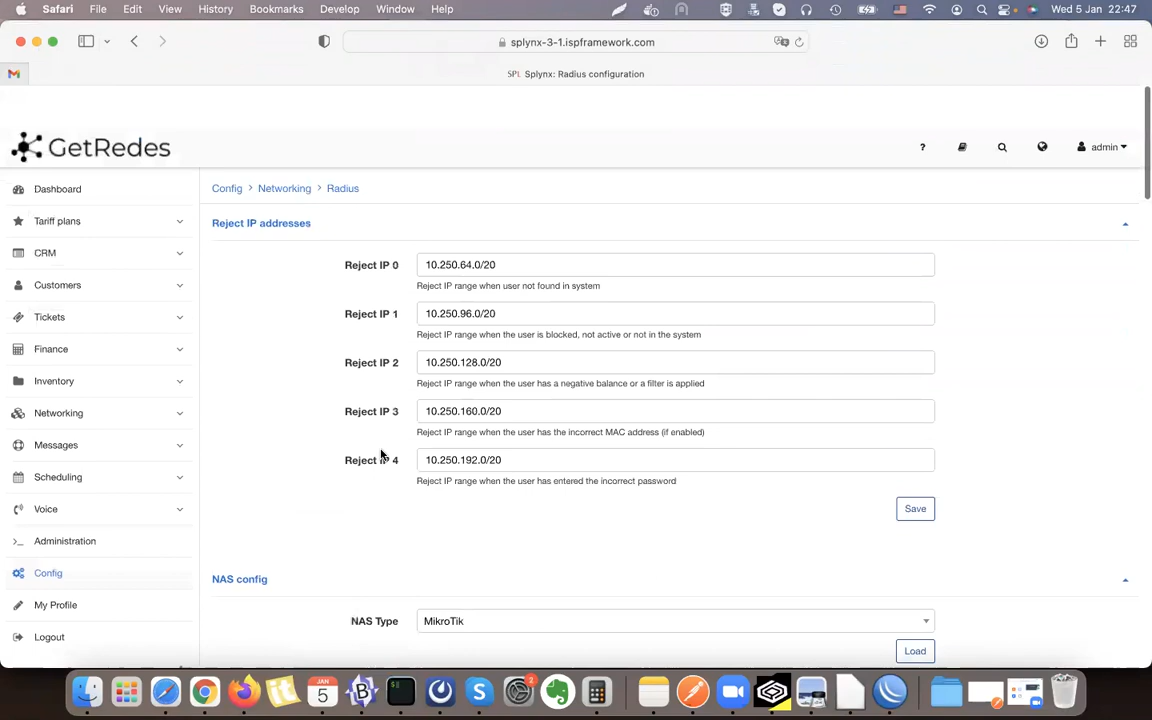 Safari File Edit View History Bookmarks Develop Window Help Wed 5 Jan 22:47
splynx-3-1.ispframework.com
SPL Splynx: Radius configuration
GetRedes
? admin
Dashboard
Tariff plans
CRM
Customers
Tickets
Finance
Inventory
Networking
Messages
Scheduling
Voice
Administration
Config
My Profile
Logout
Config > Networking > Radius
Reject IP addresses
Reject IP 0 10.250.64.0/20
Reject IP range when user not found in system
Reject IP 1 10.250.96.0/20
Reject IP range when the user is blocked, not active or not in the system
Reject IP 2 10.250.128.0/20
Reject IP range when the user has a negative balance or a filter is applied
Reject IP 3 10.250.160.0/20
Reject IP range when the user has the incorrect MAC address (if enabled)
Reject IP 4 10.250.192.0/20
Reject IP range when the user has entered the incorrect password
Save
NAS config
NAS Type MikroTik
Load
JAN
5
2